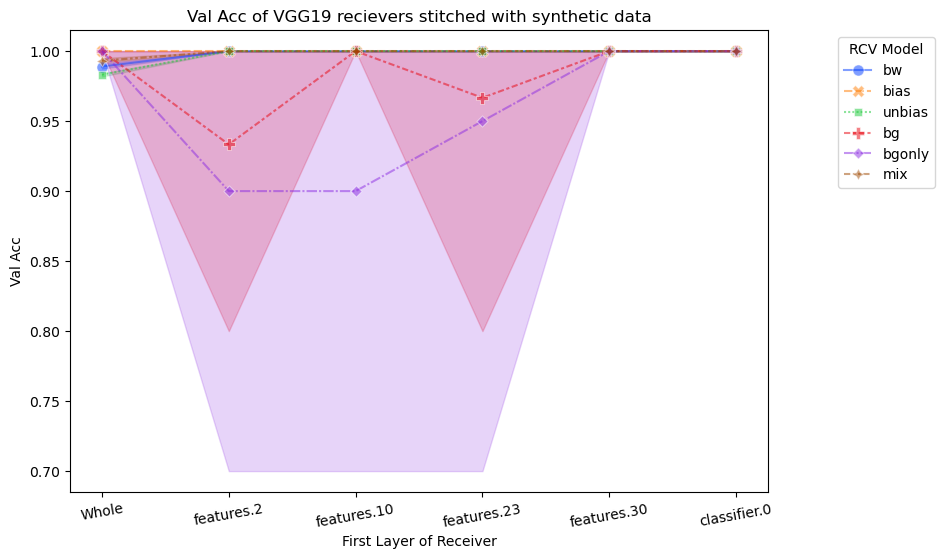 Val Acc of VGG19 recievers stitched with synthetic data
Val Acc
1.00
0.95
0.90
0.85
0.80
0.75
0.70
Whole
features.2
features.10
features.23
features.30
classifier.0
First Layer of Receiver
RCV Model
bw
bias
unbias
bg
bgonly
mix